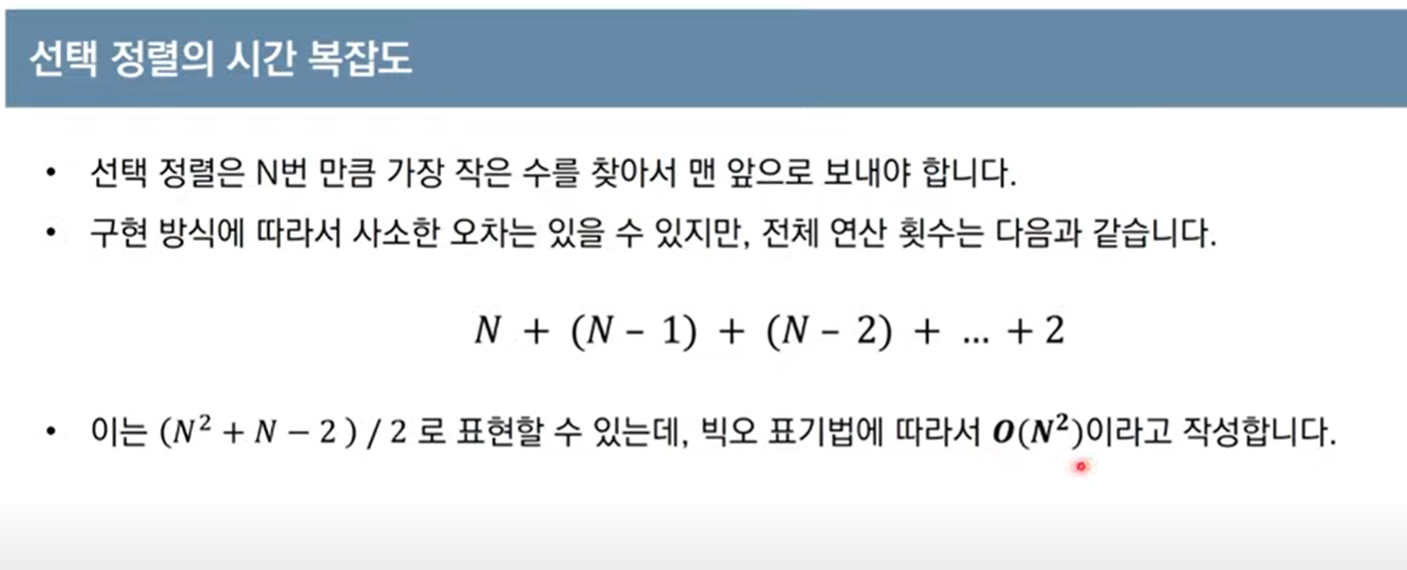 선택 정렬의 시간 복잡도
• 선택 정렬은 N번 만큼 가장 작은 수를 찾아서 맨 앞으로 보내야 합니다.
• 구현 방식에 따라서 사소한 오차는 있을 수 있지만, 전체 연산 횟수는 다음과 같습니다.
N + (N – 1) + (N – 2) + … + 2
• 이는 (N² + N – 2 ) / 2 로 표현할 수 있는데, 빅오 표기법에 따라서 O(N²)이라고 작성합니다.